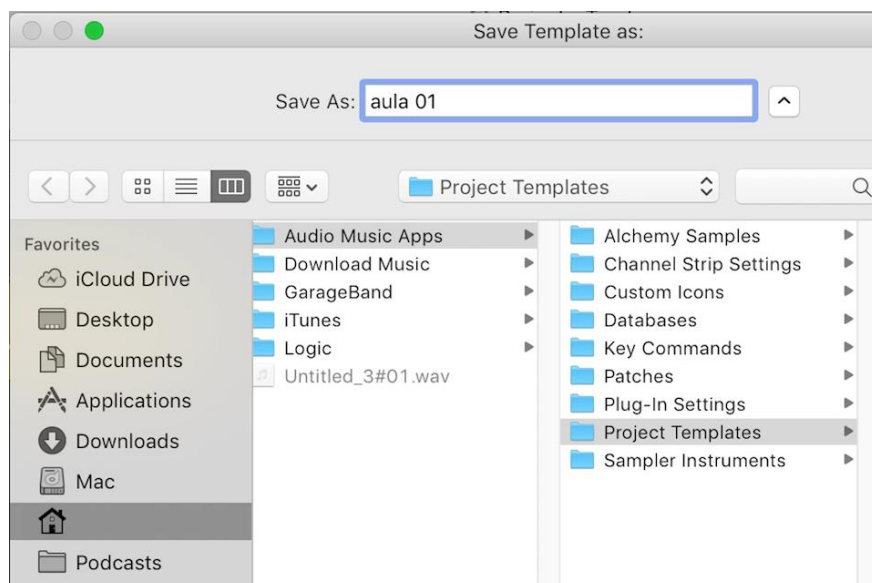 Save Template as:
Save As: aula 01
Project Templates
Favorites
iCloud Drive
Desktop
Documents
Applications
Downloads
Mac
Podcasts
Audio Music Apps
Download Music
GarageBand
iTunes
Logic
Untitled_3#01.wav
Alchemy Samples
Channel Strip Settings
Custom Icons
Databases
Key Commands
Patches
Plug-In Settings
Project Templates
Sampler Instruments